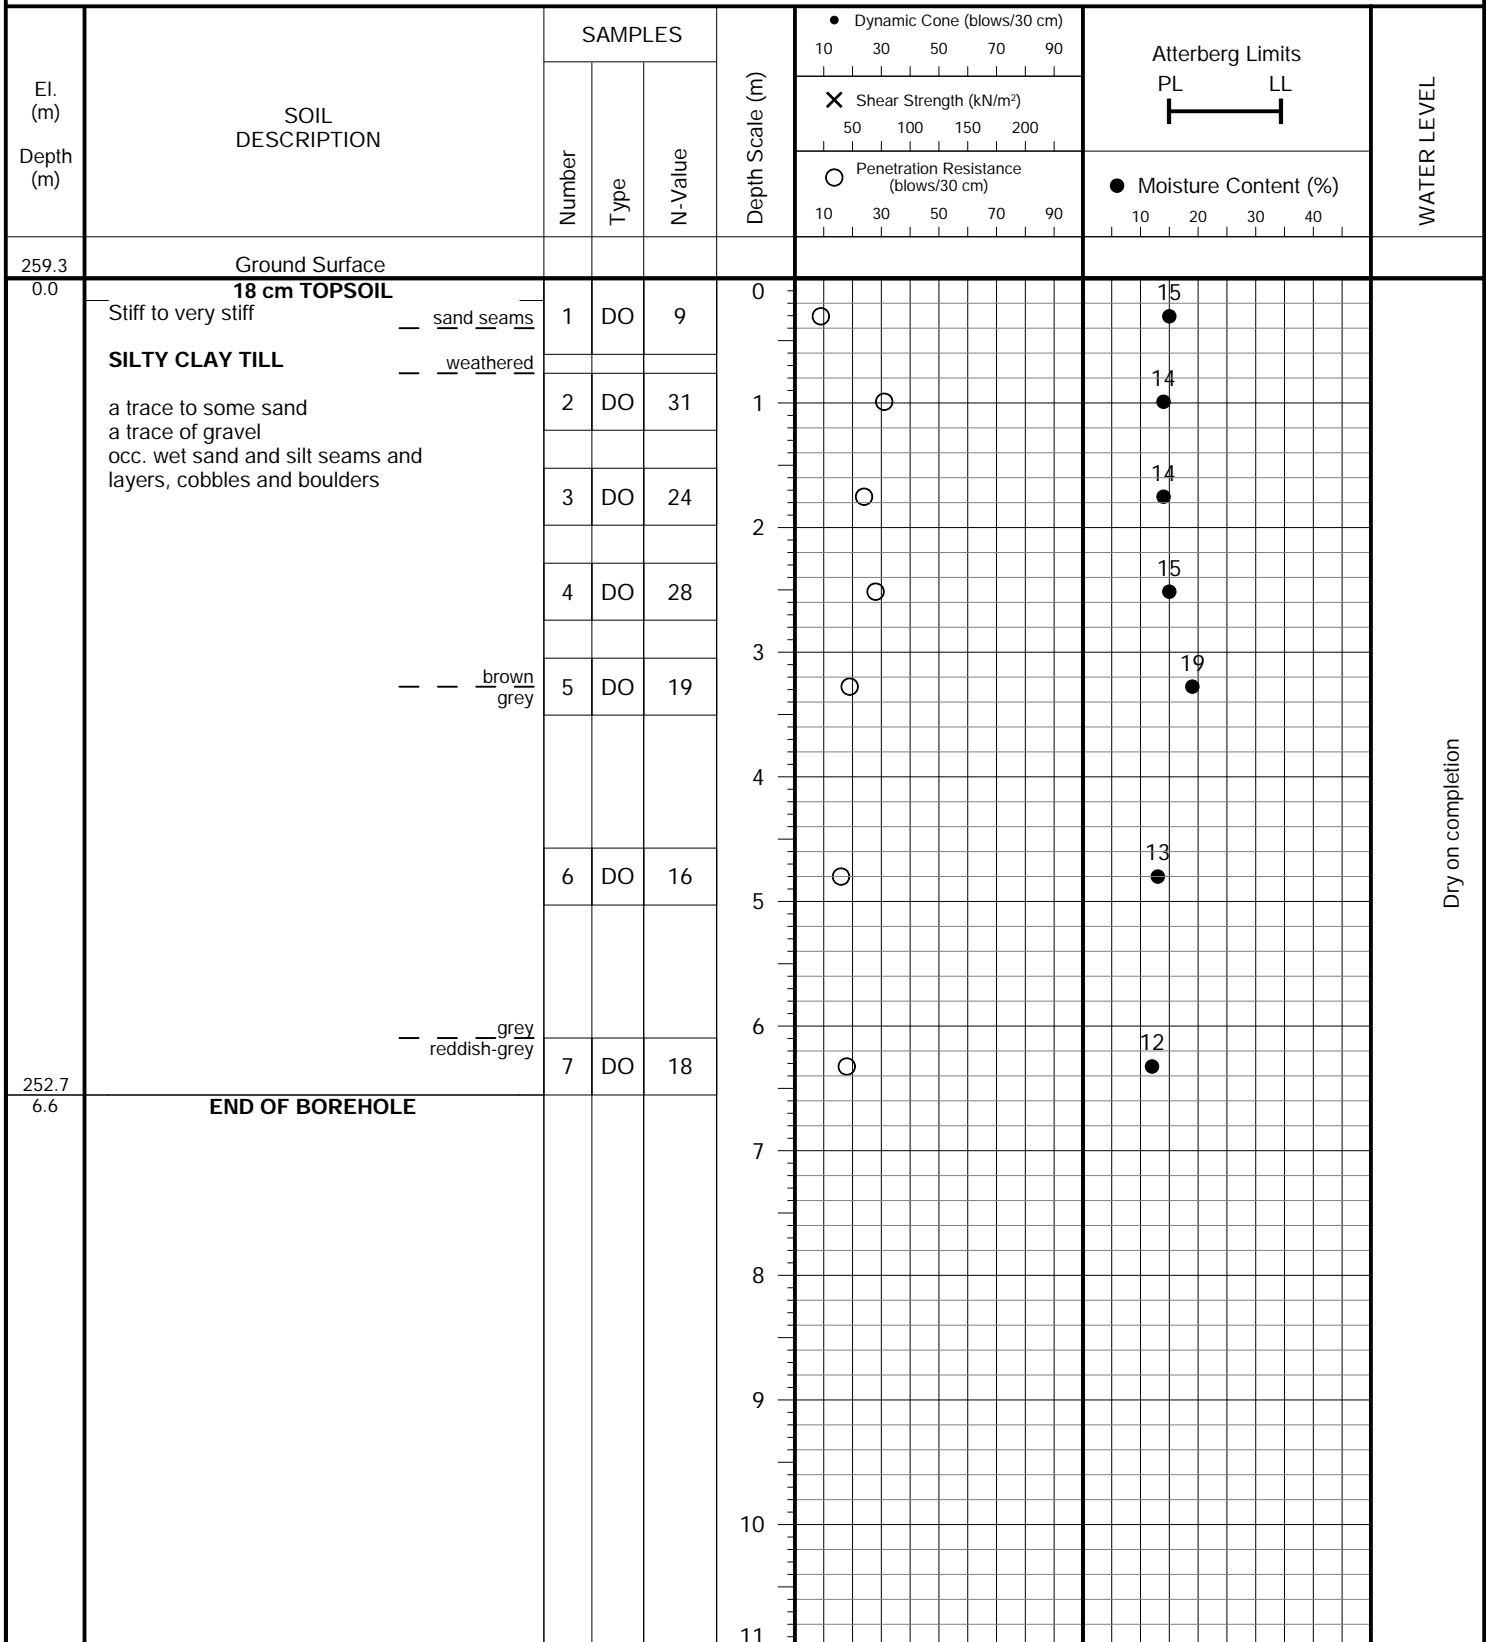 El.
(m)
Depth
(m)
SOIL
DESCRIPTION
SAMPLES
Number
Type
N-Value
Depth Scale (m)
Dynamic Cone (blows/30 cm)
10 30 50 70 90
Shear Strength (kN/m²)
50 100 150 200
Penetration Resistance
(blows/30 cm)
10 30 50 70 90
Atterberg Limits
PL LL
Moisture Content (%)
10 20 30 40
WATER LEVEL
259.3 Ground Surface
0.0 18 cm TOPSOIL 0 15
Stiff to very stiff sand seams 1 DO 9
SILTY CLAY TILL weathered
14
a trace to some sand 2 DO 31 1
a trace of gravel
occ. wet sand and silt seams and
layers, cobbles and boulders
14
3 DO 24
2
15
4 DO 28
3
19
brown
grey 5 DO 19
4
Dry on completion
13
6 DO 16
5
6
grey
reddish-grey
12
7 DO 18
252.7
6.6 END OF BOREHOLE
7
8
9
10
11